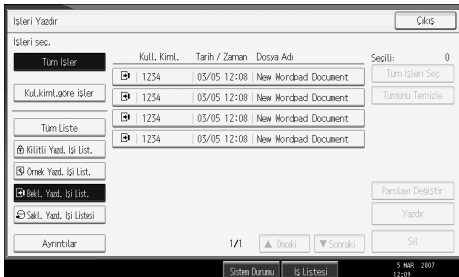 İşleri Yazdır
Çıkış
İşleri seç.
Tüm İşler
Kul.kiml.göre işler
Tüm Liste
Kilitli Yazd. İşi List.
Örnek Yazd. İşi List.
Bekl. Yazd. İşi List.
Sakl. Yazd. İşi Listesi
Ayrıntılar
Kull. Kiml. Tarih / Zaman Dosya Adı
1234 03/05 12:08 New Wordpad Document
1234 03/05 12:08 New Wordpad Document
1234 03/05 12:08 New Wordpad Document
1234 03/05 12:08 New Wordpad Document
1/1 ▲ Önceki ▼ Sonraki
Seçili: 0
Tüm İşleri Seç
Tümünü Temizle
Parolayı Değiştir
Yazdır
Sil
Sistem Durumu İş Listesi
5 MAR 2007
12:09